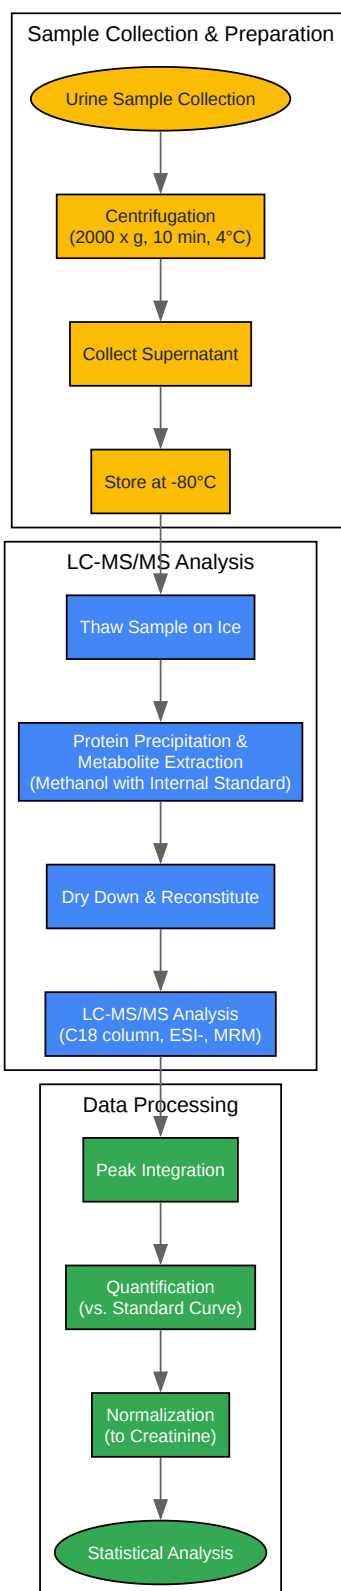 Sample Collection & Preparation
Urine Sample Collection
Centrifugation
(2000 x g, 10 min, 4°C)
Collect Supernatant
Store at -80°C
LC-MS/MS Analysis
Thaw Sample on Ice
Protein Precipitation &
Metabolite Extraction
(Methanol with Internal Standard)
Dry Down & Reconstitute
LC-MS/MS Analysis
(C18 column, ESI-, MRM)
Data Processing
Peak Integration
Quantification
(vs. Standard Curve)
Normalization
(to Creatinine)
Statistical Analysis